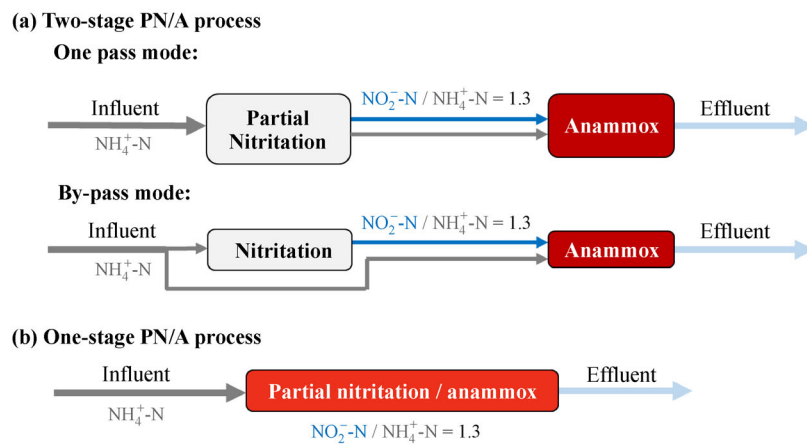 (a) Two-stage PN/A process
One pass mode:
Influent
NH₄⁺-N
Partial
Nitritation
NO₂⁻-N / NH₄⁺-N = 1.3
Anammox
Effluent
By-pass mode:
Influent
NH₄⁺-N
Nitritation
NO₂⁻-N / NH₄⁺-N = 1.3
Anammox
Effluent
(b) One-stage PN/A process
Influent
NH₄⁺-N
Partial nitritation / anammox
Effluent
NO₂⁻-N / NH₄⁺-N = 1.3